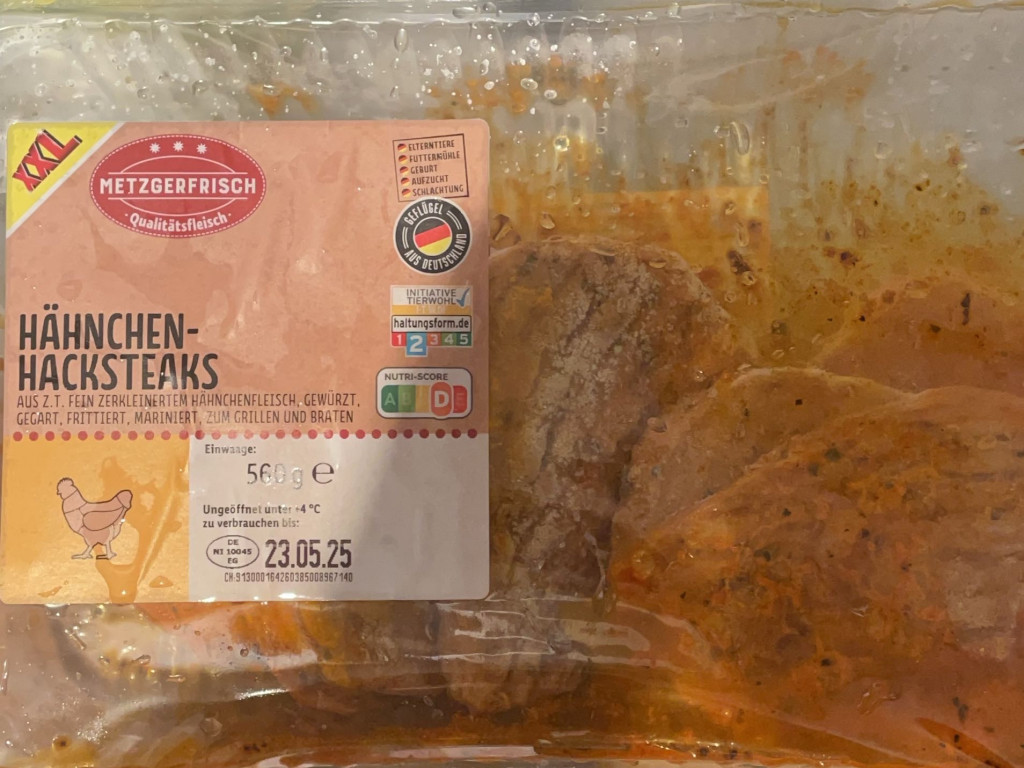 XXL
METZGERFRISCH
Qualitätsfleisch
ELTERNTIERE
FUTTERMÜHLE
GEBURT
AUFZUCHT
SCHLACHTUNG
GEFLÜGEL
AUS DEUTSCHLAND
INITIATIVE
TIERWOHL
haltungsform.de
1 2 3 4 5
HÄHNCHEN-
HACKSTEAKS
NUTRI-SCORE
A B D E
AUS Z.T. FEIN ZERKLEINERTEM HÄHNCHENFLEISCH, GEWÜRZT,
GEGART, FRITTIERT, MARINIERT, ZUM GRILLEN UND BRATEN
Einwaage:
560 g e
Ungeöffnet unter +4 °C
zu verbrauchen bis:
DE
NI 10045
EG
23.05.25